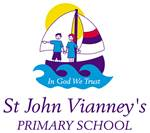 In God We Trust
St John Vianney's
PRIMARY SCHOOL